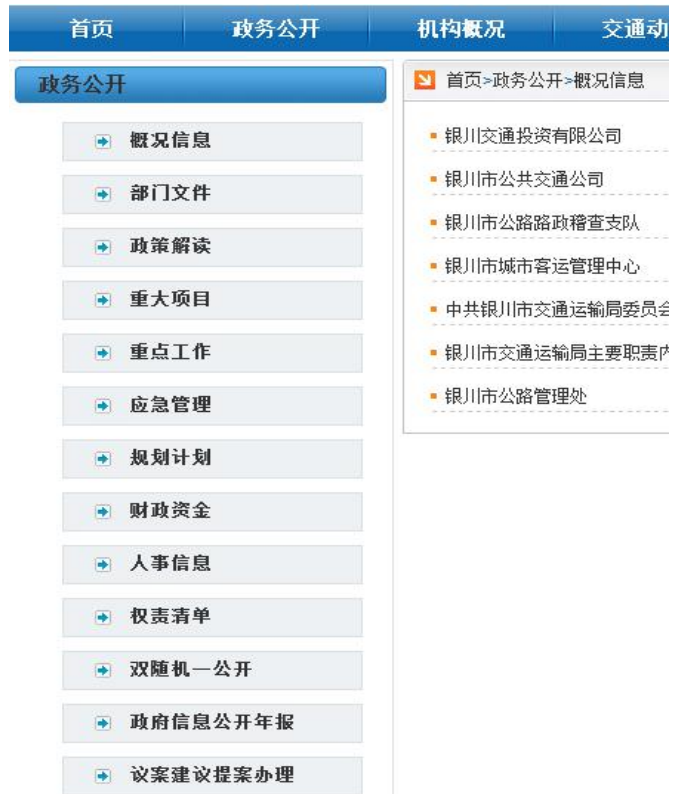 首页 政务公开 机构概况 交通动
政务公开
概况信息
部门文件
政策解读
重大项目
重点工作
应急管理
规划计划
财政资金
人事信息
权责清单
双随机一公开
政府信息公开年报
议案建议提案办理
首页>政务公开>概况信息
银川交通投资有限公司
银川市公共交通公司
银川市公路路政稽查支队
银川市城市客运管理中心
中共银川市交通运输局委员会
银川市交通运输局主要职责内
银川市公路管理处